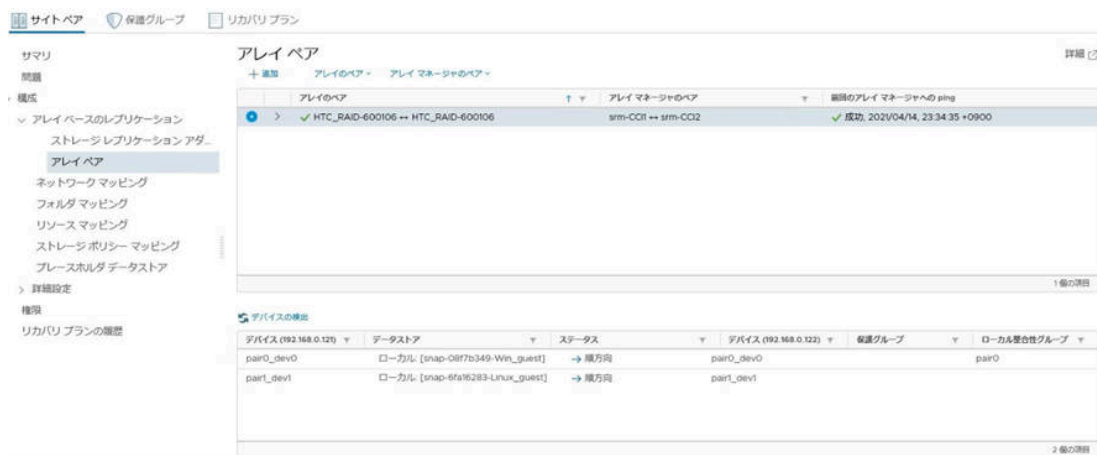 サイト ペア 保護グループ リカバリ プラン
サマリ
問題
構成
アレイ ベースのレプリケーション
ストレージ レプリケーション アダ...
アレイ ペア
ネットワーク マッピング
フォルダ マッピング
リソース マッピング
ストレージ ポリシー マッピング
プレースホルダ データストア
詳細設定
権限
リカバリ プランの履歴
アレイ ペア
詳細
+ 追加 アレイのペア アレイ マネージャのペア
アレイのペア ↑ アレイ マネージャのペア 前回のアレイ マネージャへの ping
HTC_RAID-600106 ↔ HTC_RAID-600106 srm-CCI1 ↔ srm-CCI2 成功, 2021/04/14, 23:34:35 +0900
1 個の項目
デバイスの検出
デバイス (192.168.0.121) データストア ステータス デバイス (192.168.0.122) 保護グループ ローカル整合性グループ
pair0_dev0 ローカル: [snap-08f7b349-Win_guest] → 順方向 pair0_dev0 pair0
pair1_dev1 ローカル: [snap-6fa16283-Linux_guest] → 順方向 pair1_dev1
2 個の項目